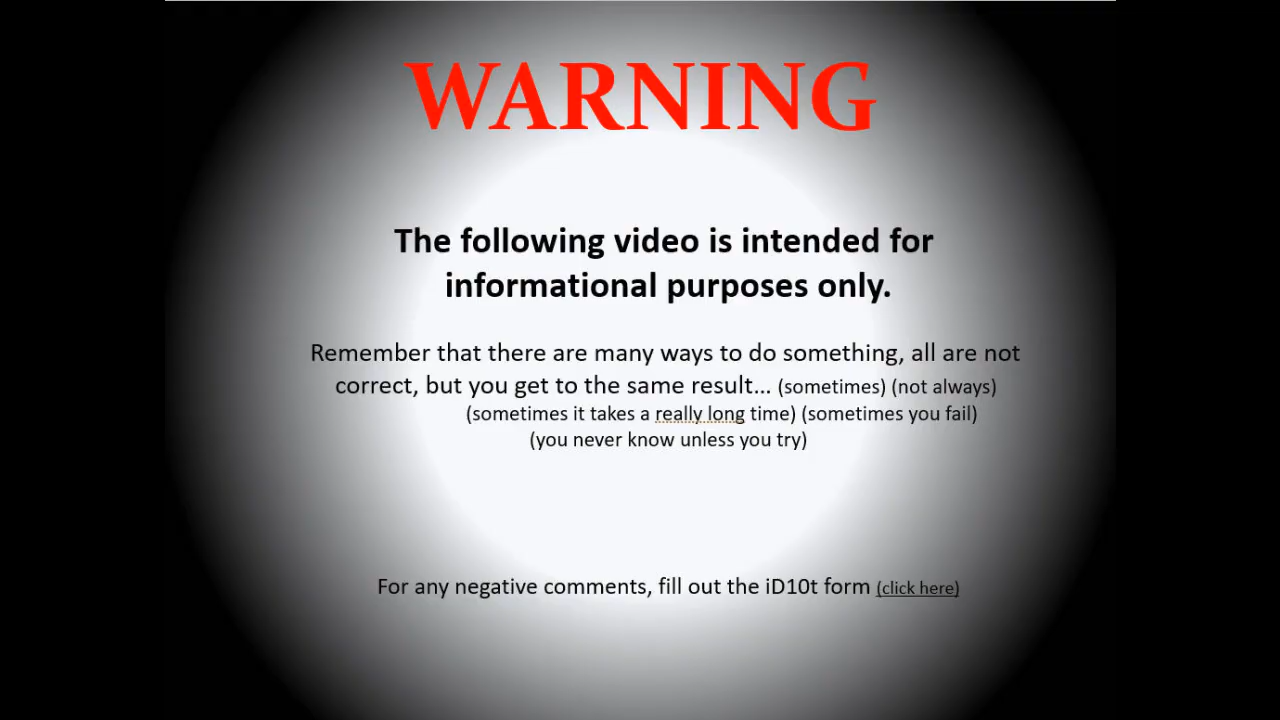 WARNING
The following video is intended for
informational purposes only.
Remember that there are many ways to do something, all are not
correct, but you get to the same result... (sometimes) (not always)
(sometimes it takes a really long time) (sometimes you fail)
(you never know unless you try)
For any negative comments, fill out the iD10t form (click here)